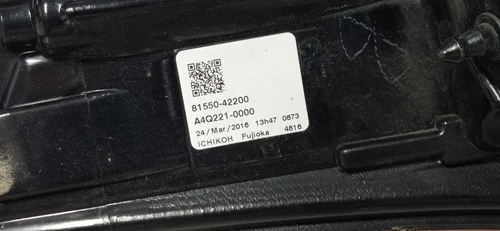 81550-42200
A4Q221-0000
24/Mar/2016 13h47 0873
ICHIKOH Fujioka 4816